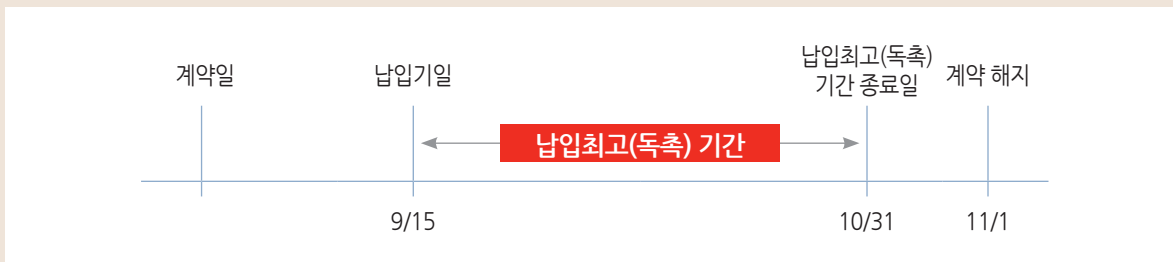 계약일
납입기일
납입최고(독촉)
기간 종료일
계약 해지
납입최고(독촉) 기간
9/15
10/31
11/1